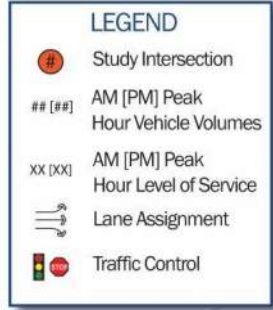 LEGEND
# Study Intersection
## [##] AM [PM] Peak
Hour Vehicle Volumes
XX [XX] AM [PM] Peak
Hour Level of Service
Lane Assignment
STOP Traffic Control